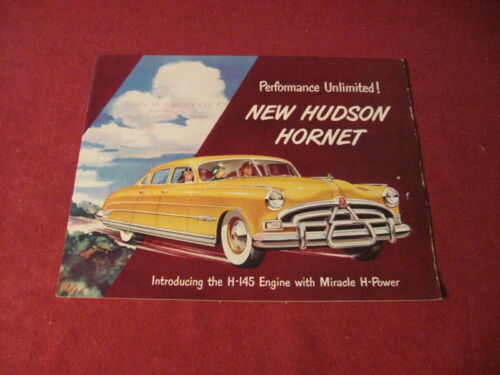 Performance Unlimited!
NEW HUDSON
HORNET
Introducing the H-145 Engine with Miracle H-Power